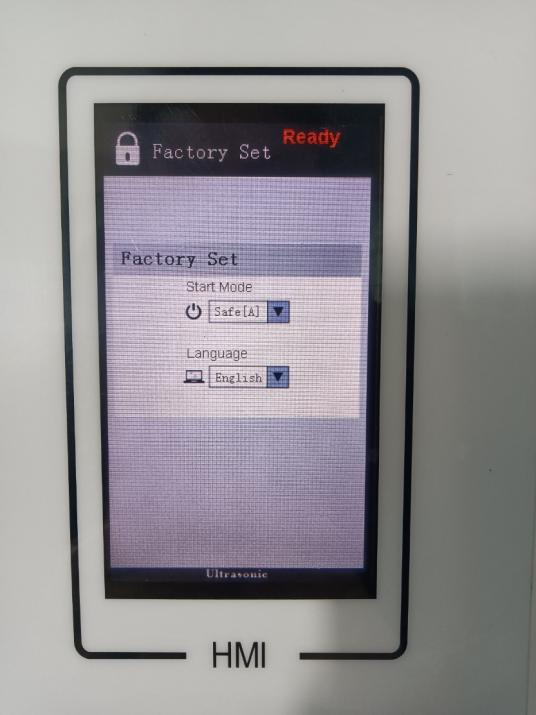 Ready
Factory Set
Factory Set
Start Mode
Safe[A]
Language
English
Ultrasonic
HMI